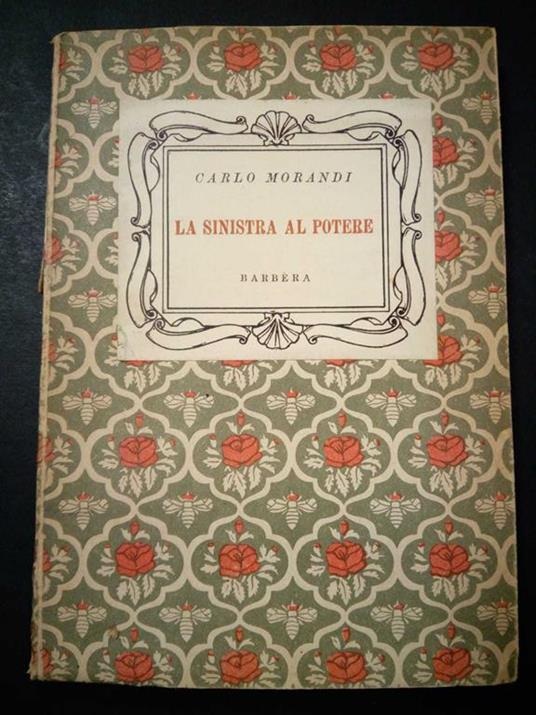 CARLO MORANDI
LA SINISTRA AL POTERE
BARBÈRA